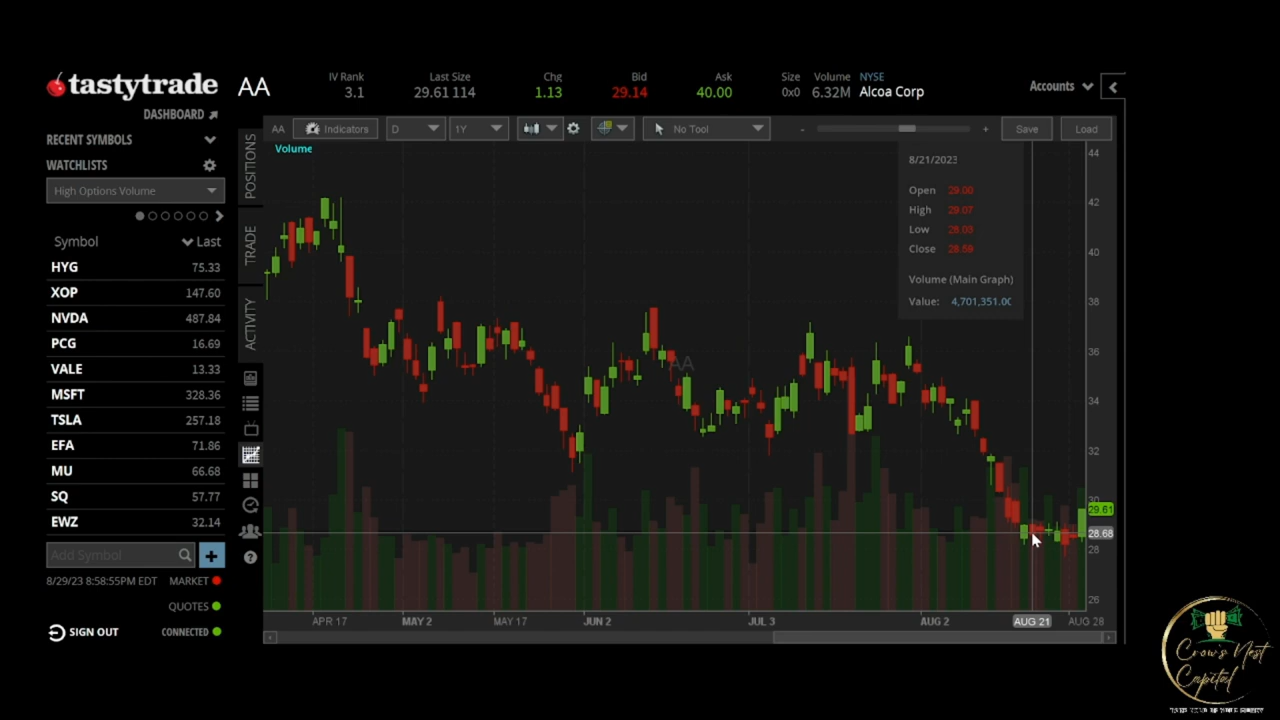 tastytrade
DASHBOARD
RECENT SYMBOLS
WATCHLISTS
High Options Volume
Symbol Last
HYG 75.33
XOP 147.60
NVDA 487.84
PCG 16.69
VALE 13.33
MSFT 328.36
TSLA 257.18
EFA 71.86
MU 66.68
SQ 57.77
EWZ 32.14
Add Symbol
8/29/23 8:58:55PM EDT MARKET
QUOTES
SIGN OUT CONNECTED
AA
IV Rank Last Size Chg Bid Ask Size Volume NYSE
3.1 29.61 114 1.13 29.14 40.00 0x0 6.32M Alcoa Corp
Accounts
POSITIONS
TRADE
ACTIVITY
AA Indicators D 1Y No Tool - + Save Load
Volume
8/21/2023
Open 29.00
High 29.07
Low 28.03
Close 28.59
Volume (Main Graph)
Value: 4,701,351.00
AA
44
42
40
38
36
34
32
30
29.61
28.68
28
26
APR 17 MAY 2 MAY 17 JUN 2 JUL 3 AUG 2 AUG 21 AUG 28
Crow's Nest
Capital